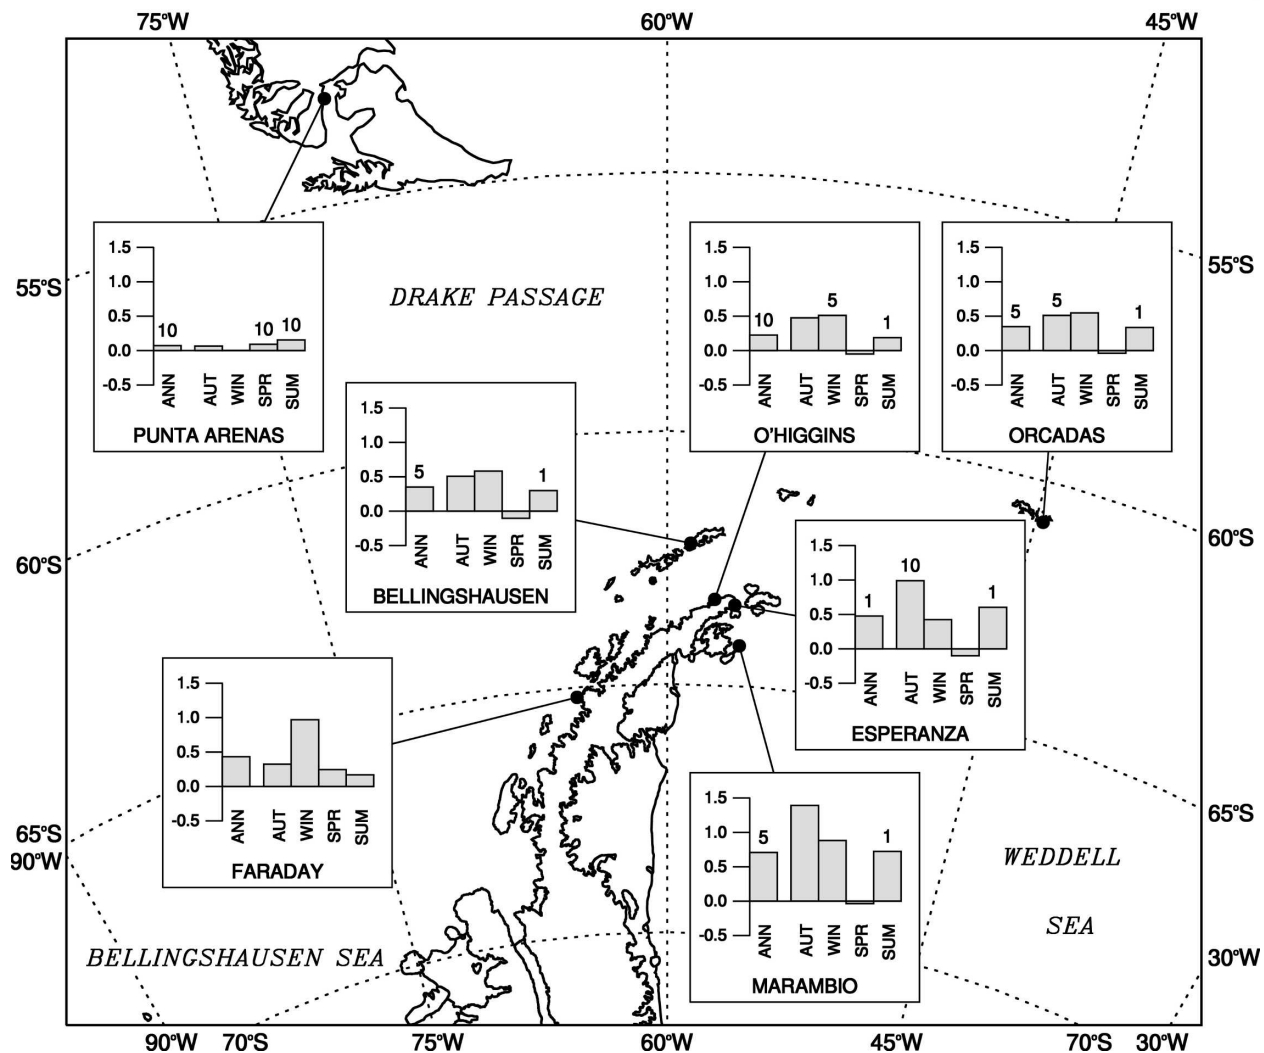 75°W 60°W 45°W
55°S
55°S
60°S
60°S
65°S
65°S
90°W
30°W
90°W 70°S 75°W 60°W 45°W 70°S 30°W
DRAKE PASSAGE
BELLINGSHAUSEN SEA
WEDDELL
SEA
1.5
1.0
0.5
0.0
-0.5
10 10 10
ANN AUT WIN SPR SUM
PUNTA ARENAS
1.5
1.0
0.5
0.0
-0.5
10 5 1
ANN AUT WIN SPR SUM
O'HIGGINS
1.5
1.0
0.5
0.0
-0.5
5 5 1
ANN AUT WIN SPR SUM
ORCADAS
1.5
1.0
0.5
0.0
-0.5
5 1
ANN AUT WIN SPR SUM
BELLINGSHAUSEN
1.5
1.0
0.5
0.0
-0.5
1 10 1
ANN AUT WIN SPR SUM
ESPERANZA
1.5
1.0
0.5
0.0
-0.5
ANN AUT WIN SPR SUM
FARADAY
1.5
1.0
0.5
0.0
-0.5
5 1
ANN AUT WIN SPR SUM
MARAMBIO